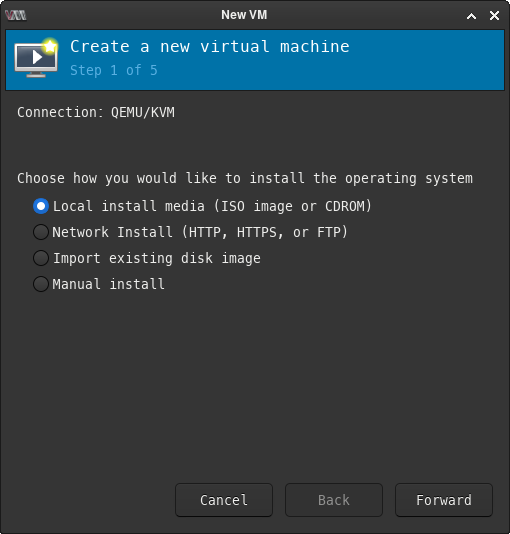 New VM
Create a new virtual machine
Step 1 of 5
Connection: QEMU/KVM
Choose how you would like to install the operating system
Local install media (ISO image or CDROM)
Network Install (HTTP, HTTPS, or FTP)
Import existing disk image
Manual install
Cancel Back Forward